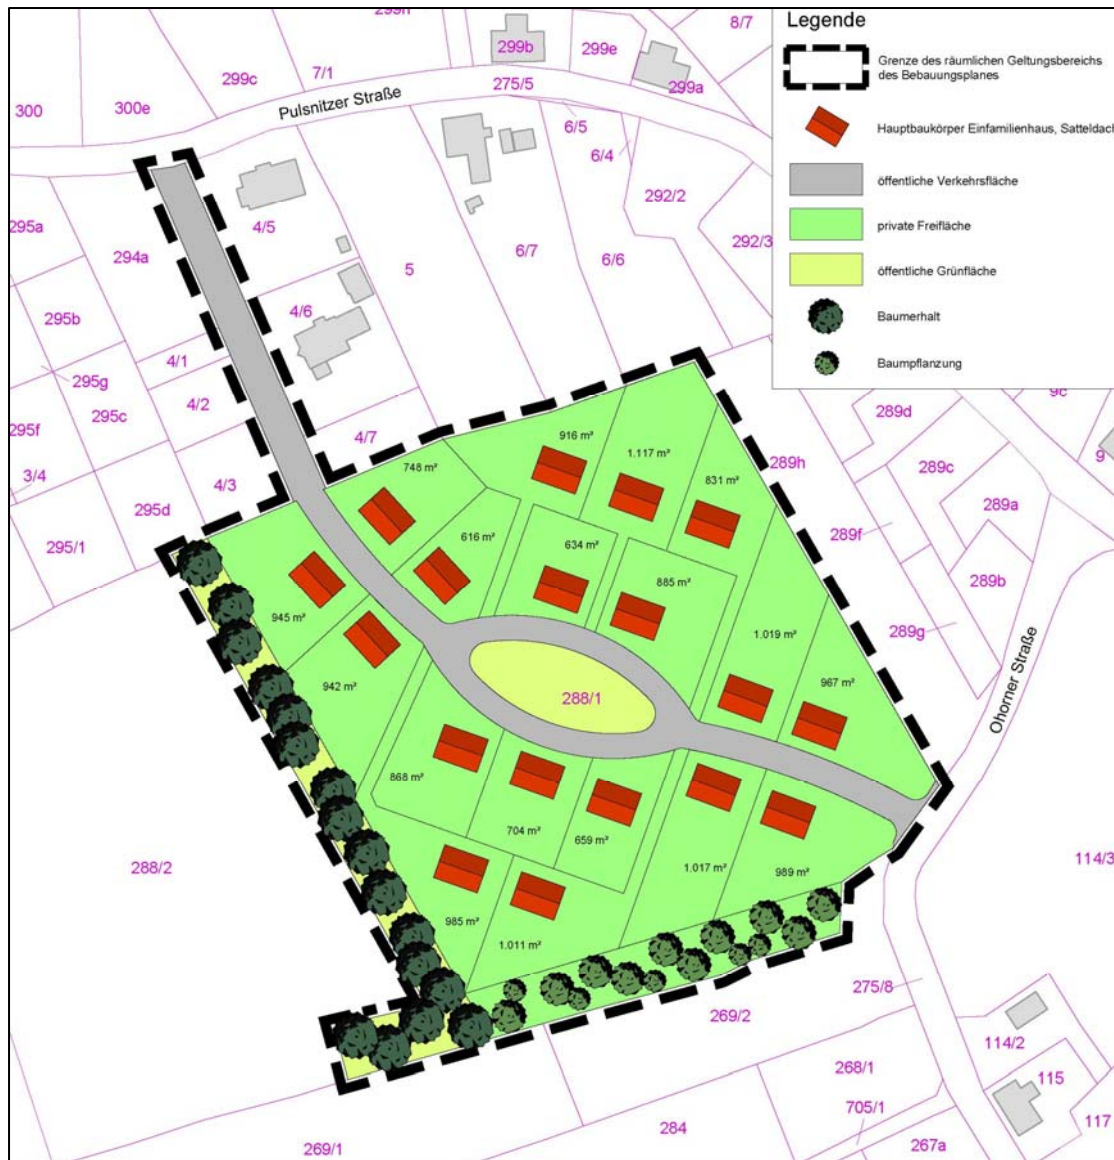 Legende
Grenze des räumlichen Geltungsbereichs
des Bebauungsplanes
Hauptbaukörper Einfamilienhaus, Satteldach
öffentliche Verkehrsfläche
private Freifläche
öffentliche Grünfläche
Baumerhalt
Baumpflanzung
299b
299e
8/7
299c
7/1
275/5
299a
300
300e
Pulsnitzer Straße
6/5
6/4
292/2
295a
294a
4/5
292/3
5
6/7
6/6
295b
4/6
4/1
295g
4/2
295c
295f
4/7
3/4
4/3
295d
295/1
289d
9c
289h
289c
9
289a
289f
289b
289g
Ohorner Straße
916 m²
1.117 m²
831 m²
748 m²
616 m²
634 m²
885 m²
945 m²
1.019 m²
942 m²
967 m²
288/1
868 m²
704 m²
659 m²
1.017 m²
989 m²
985 m²
1.011 m²
288/2
114/3
275/8
269/2
114/2
268/1
115
705/1
117
284
269/1
267a